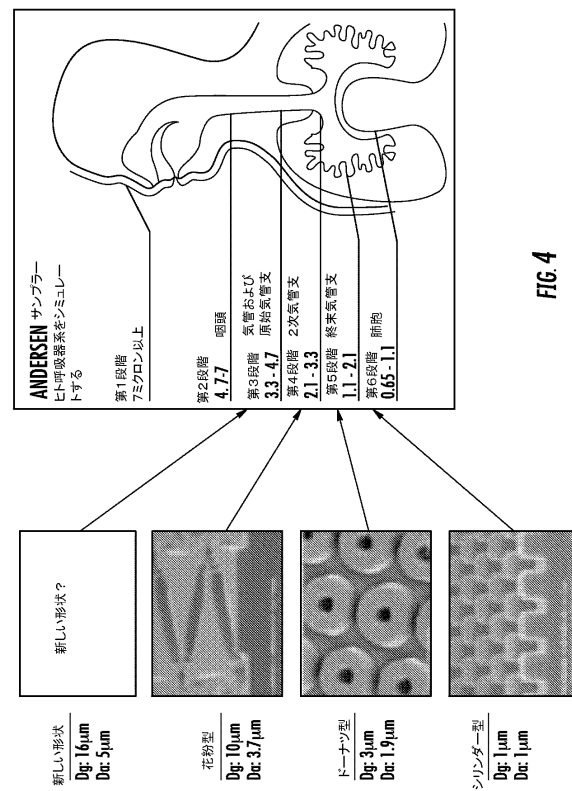 ANDERSEN サンプラー
ヒト呼吸器系をシミュレー
トする
第1段階
7ミクロン以上
第2段階 咽頭
4.7-7
第3段階 気管および
原始気管支
3.3 - 4.7
第4段階 2次気管支
2.1 - 3.3
第5段階 終末気管支
1.1 - 2.1
第6段階 肺胞
0.65 - 1.1
新しい形状?
新しい形状
Dg: 16μm
Da: 5μm
花粉型
Dg: 10μm
Da: 3.7μm
ドーナツ型
Dg: 3μm
Da: 1.9μm
シリンダー型
Dg: 1μm
Da: 1μm
FIG. 4